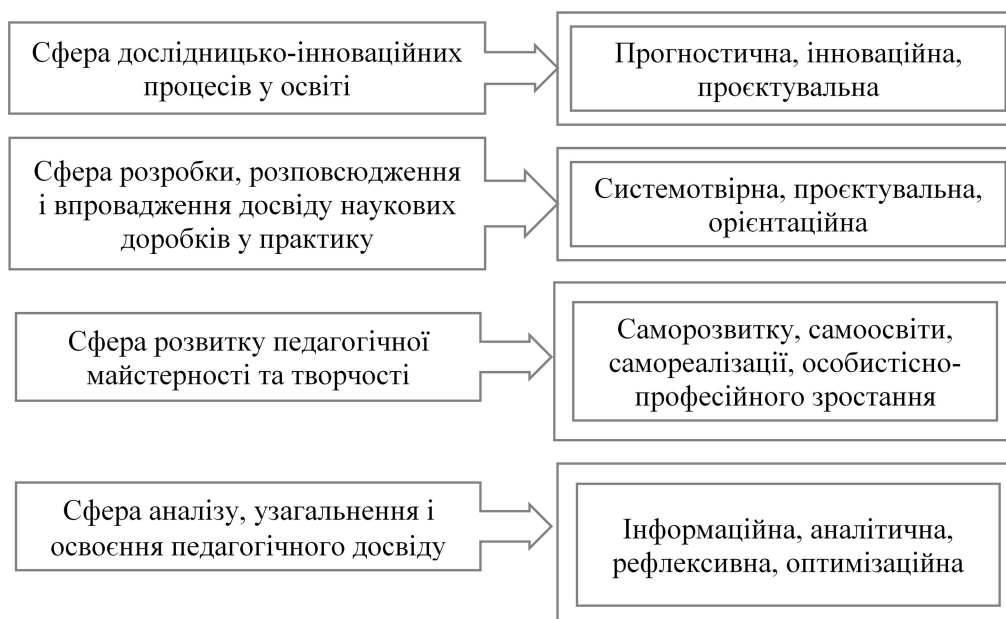 Сфера дослідницько-інноваційних
процесів у освіті
Прогностична, інноваційна,
проєктувальна
Сфера розробки, розповсюдження
і впровадження досвіду наукових
доробків у практику
Системотвірна, проєктувальна,
орієнтаційна
Сфера розвитку педагогічної
майстерності та творчості
Саморозвитку, самоосвіти,
самореалізації, особистісно-
професійного зростання
Сфера аналізу, узагальнення і
освоєння педагогічного досвіду
Інформаційна, аналітична,
рефлексивна, оптимізаційна